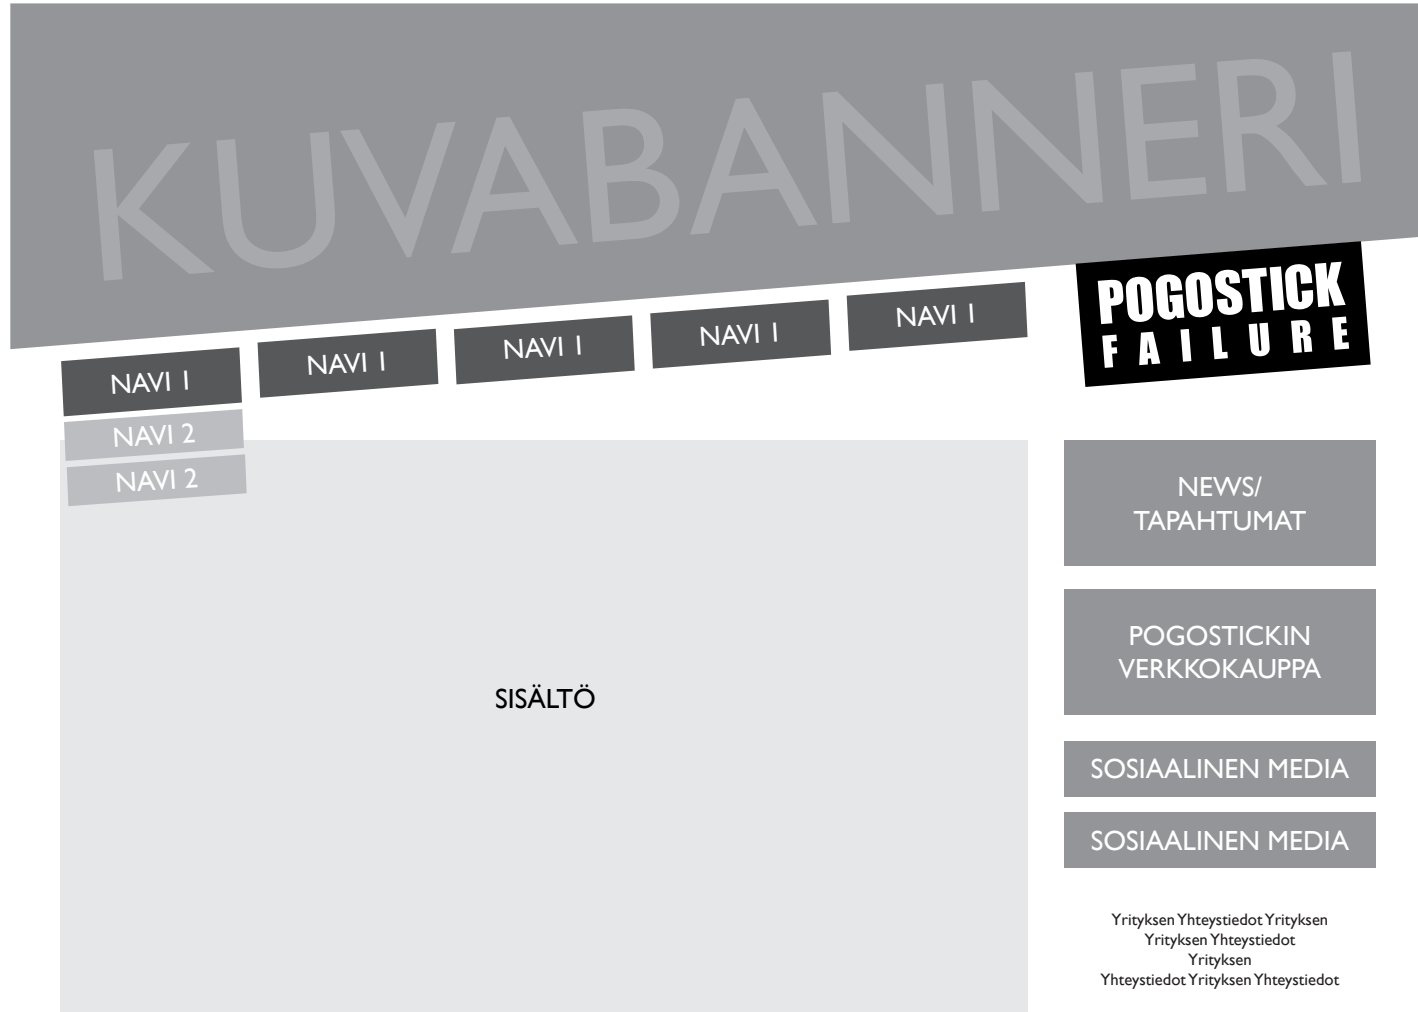 KUVABANNERI
POGOSTICK
FAILURE
NAVI 1
NAVI 1
NAVI 1
NAVI 1
NAVI 1
NAVI 2
NAVI 2
SISÄLTÖ
NEWS/
TAPAHTUMAT
POGOSTICKIN
VERKKOKAUPPA
SOSIAALINEN MEDIA
SOSIAALINEN MEDIA
Yrityksen Yhteystiedot Yrityksen
Yrityksen Yhteystiedot
Yrityksen
Yhteystiedot Yrityksen Yhteystiedot